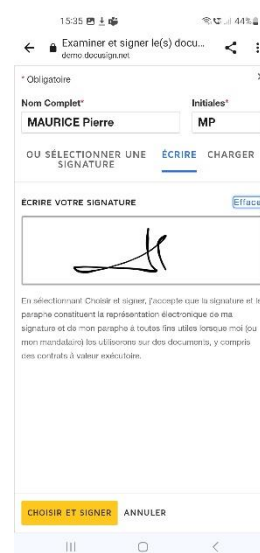 15:35 44%
Examiner et signer le(s) docu...
demo.docusign.net
* Obligatoire
Nom Complet* Initiales*
MAURICE Pierre MP
OU SÉLECTIONNER UNE SIGNATURE ÉCRIRE CHARGER
ÉCRIRE VOTRE SIGNATURE Efface
En sélectionnant Choisir et signer, j'accepte que la signature et le
paraphe constituent la représentation électronique de ma
signature et de mon paraphe à toutes fins utiles lorsque moi (ou
mon mandataire) les utiliserons sur des documents, y compris
des contrats à valeur exécutoire.
CHOISIR ET SIGNER ANNULER